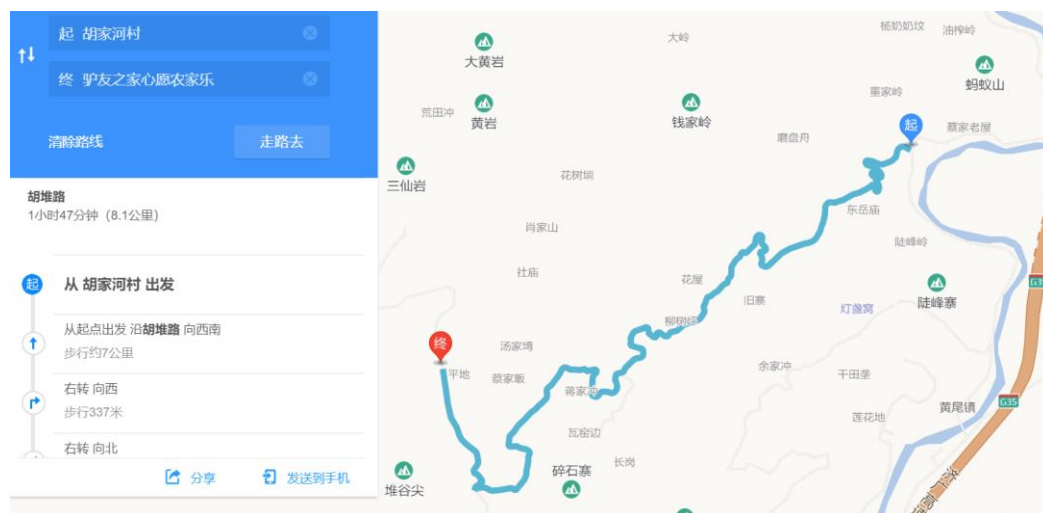 起 胡家河村
终 驴友之家心愿农家乐
清除路线
走路去
胡堆路
1小时47分钟（8.1公里）
起
从 胡家河村 出发
从起点出发 沿胡堆路 向西南
步行约7公里
右转 向西
步行337米
右转 向北
分享
发送到手机
杨奶奶坟
油榨岭
大岭
大黄岩
蚂蚁山
董家岭
荒田冲
黄岩
钱家岭
起
蔡家老屋
磨盘舟
三仙岩
花树垱
东岳庙
肖家山
陡峰岭
社庙
花屋
旧寨
灯盏窝
陡峰寨
G35
终
汤家塆
平地
蔡家畈
蒋家冲
余家冲
千田垄
莲花地
黄尾镇
G35
瓦窑边
长岗
碎石寨
堆谷尖